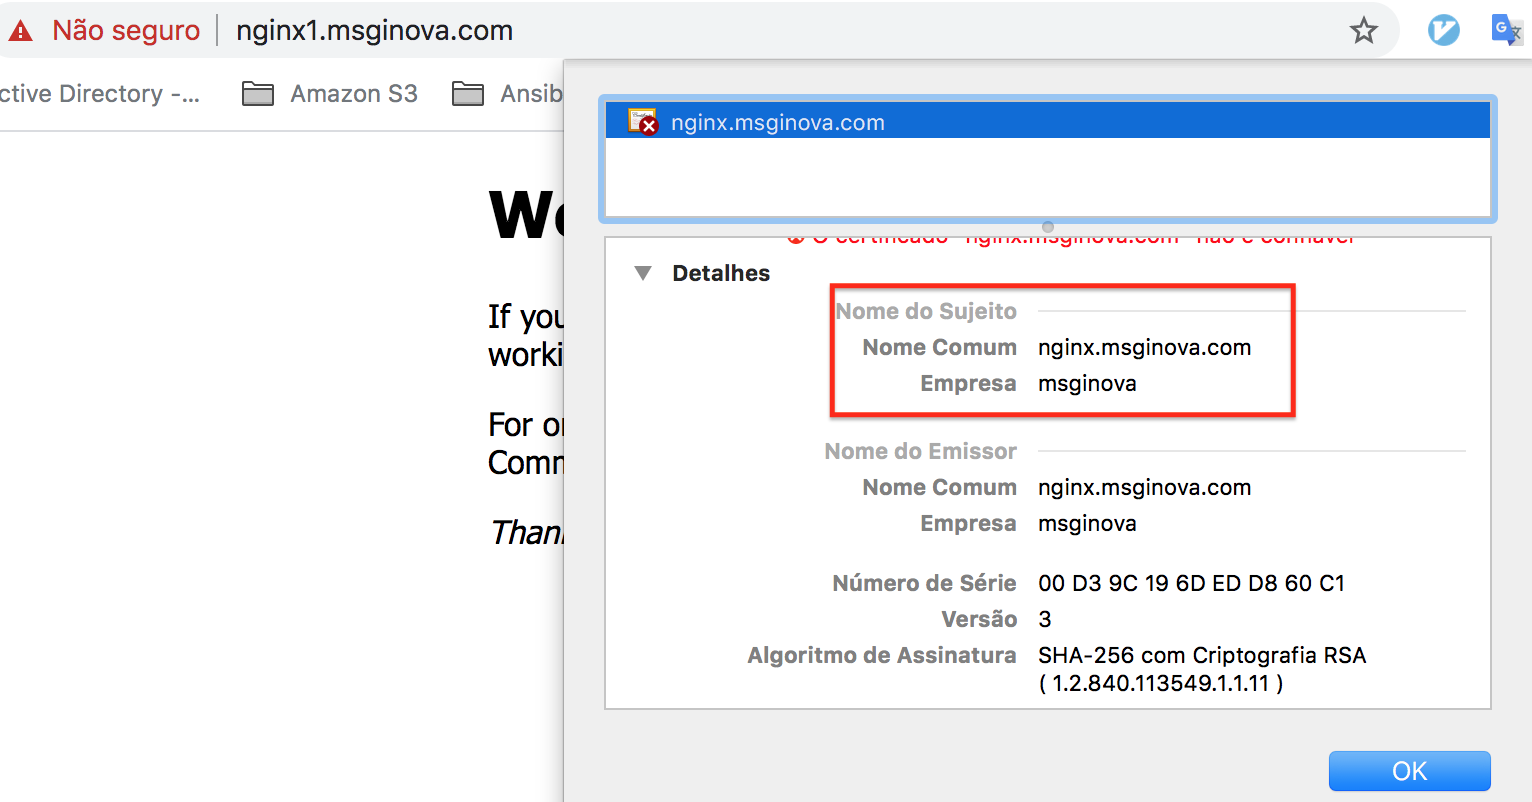 Não seguro nginx1.msginova.com
ctive Directory -...
Amazon S3
Ansib
nginx.msginova.com
We
If you
worki
For or
Comm
Thank
O certificado "nginx.msginova.com" não é confiável
Detalhes
Nome do Sujeito
Nome Comum nginx.msginova.com
Empresa msginova
Nome do Emissor
Nome Comum nginx.msginova.com
Empresa msginova
Número de Série 00 D3 9C 19 6D ED D8 60 C1
Versão 3
Algoritmo de Assinatura SHA-256 com Criptografia RSA
( 1.2.840.113549.1.1.11 )
OK